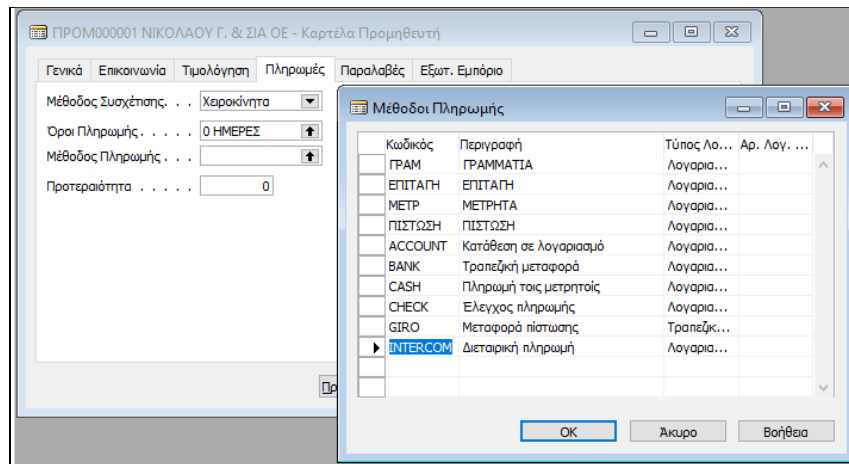 ΠΡΟΜ000001 ΝΙΚΟΛΑΟΥ Γ. & ΣΙΑ ΟΕ - Καρτέλα Προμηθευτή
Γενικά Επικοινωνία Τιμολόγηση Πληρωμές Παραλαβές Εξωτ. Εμπόριο
Μέθοδος Συσχέτισης. . . Χειροκίνητα
Όροι Πληρωμής . . . . . 0 ΗΜΕΡΕΣ
Μέθοδος Πληρωμής . . .
Προτεραιότητα . . . . . 0
Πρ
Μέθοδοι Πληρωμής
Κωδικός Περιγραφή Τύπος Λο... Αρ. Λογ. ...
ΓΡΑΜ ΓΡΑΜΜΑΤΙΑ Λογαρια...
ΕΠΙΤΑΓΗ ΕΠΙΤΑΓΗ Λογαρια...
ΜΕΤΡ ΜΕΤΡΗΤΑ Λογαρια...
ΠΙΣΤΩΣΗ ΠΙΣΤΩΣΗ Λογαρια...
ACCOUNT Κατάθεση σε λογαριασμό Λογαρια...
BANK Τραπεζική μεταφορά Λογαρια...
CASH Πληρωμή τοις μετρητοίς Λογαρια...
CHECK Έλεγχος πληρωμής Λογαρια...
GIRO Μεταφορά πίστωσης Τραπεζικ...
INTERCOM Διεταιρική πληρωμή Λογαρια...
OK Άκυρο Βοήθεια